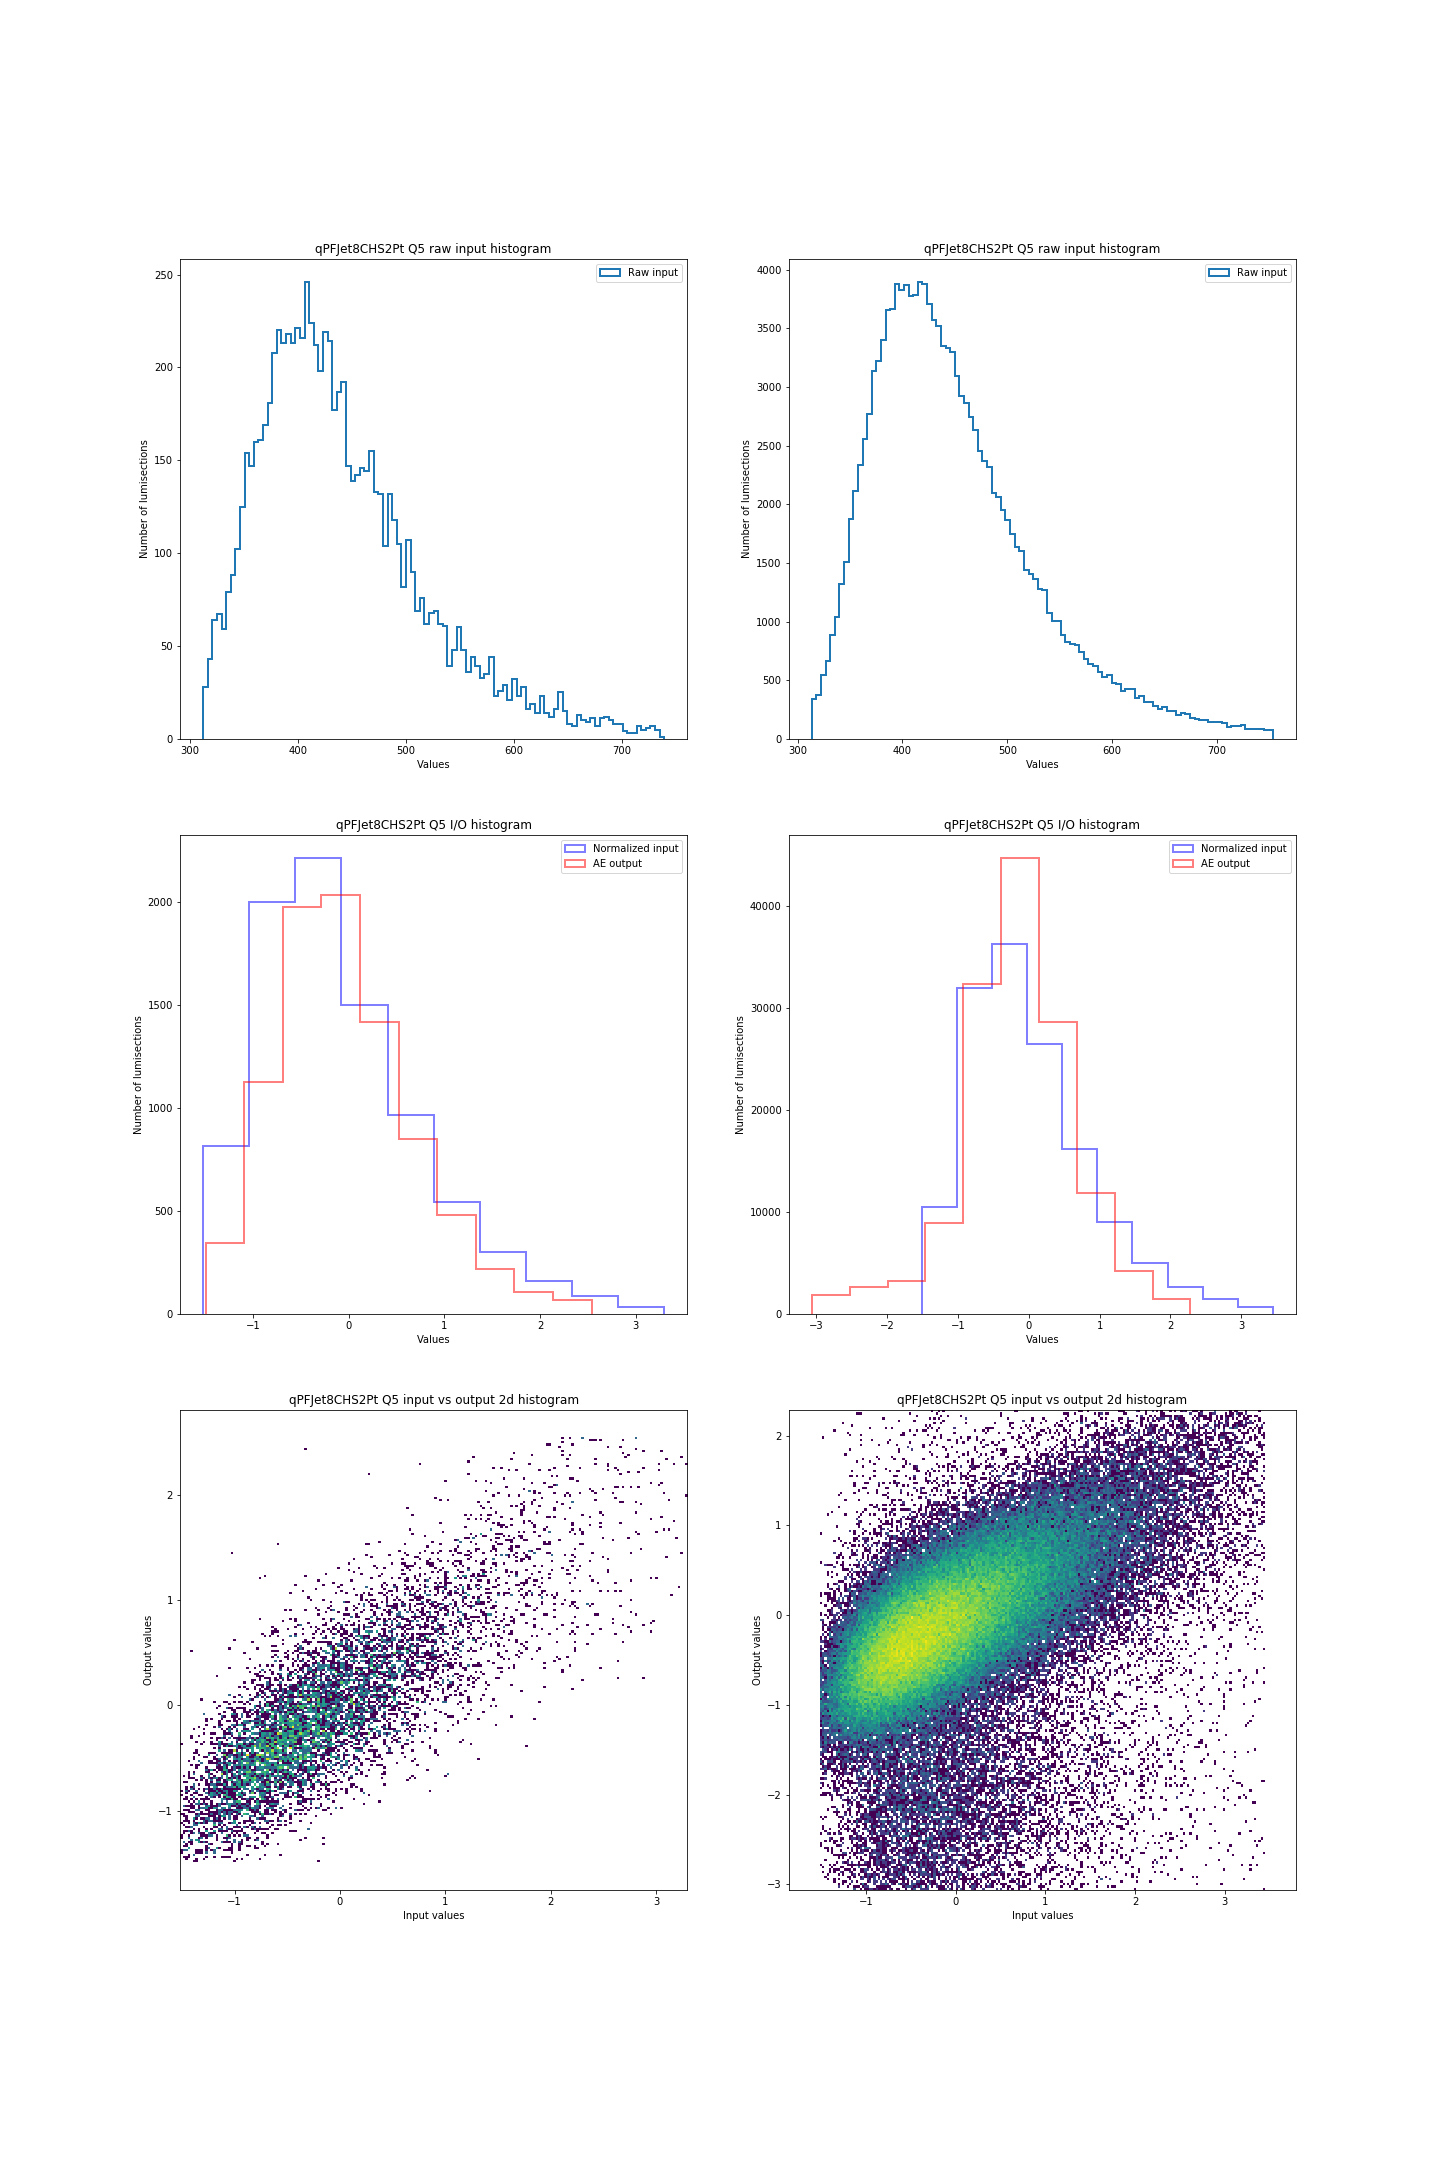 qPFJet8CHS2Pt Q5 raw input histogram
Raw input
Number of lumisections
250
200
150
100
50
0
300 400 500 600 700
Values
qPFJet8CHS2Pt Q5 raw input histogram
Raw input
Number of lumisections
4000
3500
3000
2500
2000
1500
1000
500
0
300 400 500 600 700
Values
qPFJet8CHS2Pt Q5 I/O histogram
Normalized input
AE output
Number of lumisections
2000
1500
1000
500
0
−1 0 1 2 3
Values
qPFJet8CHS2Pt Q5 I/O histogram
Normalized input
AE output
Number of lumisections
40000
30000
20000
10000
0
−3 −2 −1 0 1 2 3
Values
qPFJet8CHS2Pt Q5 input vs output 2d histogram
Output values
2
1
0
−1
−1 0 1 2 3
Input values
qPFJet8CHS2Pt Q5 input vs output 2d histogram
Output values
2
1
0
−1
−2
−3
−1 0 1 2 3
Input values